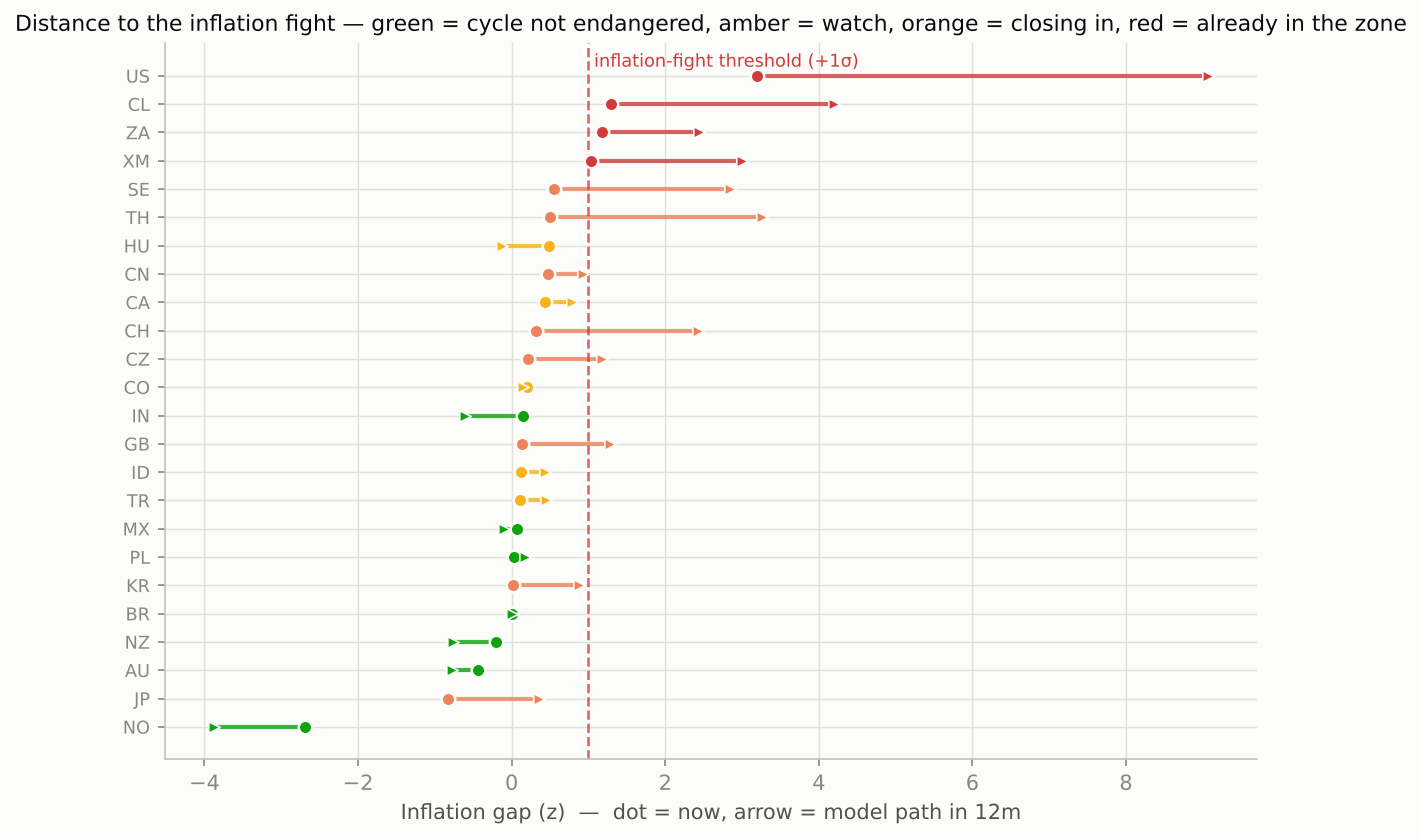 Distance to the inflation fight — green = cycle not endangered, amber = watch, orange = closing in, red = already in the zone
inflation-fight threshold (+1σ)
US
CL
ZA
XM
SE
TH
HU
CN
CA
CH
CZ
CO
IN
GB
ID
TR
MX
PL
KR
BR
NZ
AU
JP
NO
−4 −2 0 2 4 6 8
Inflation gap (z) — dot = now, arrow = model path in 12m